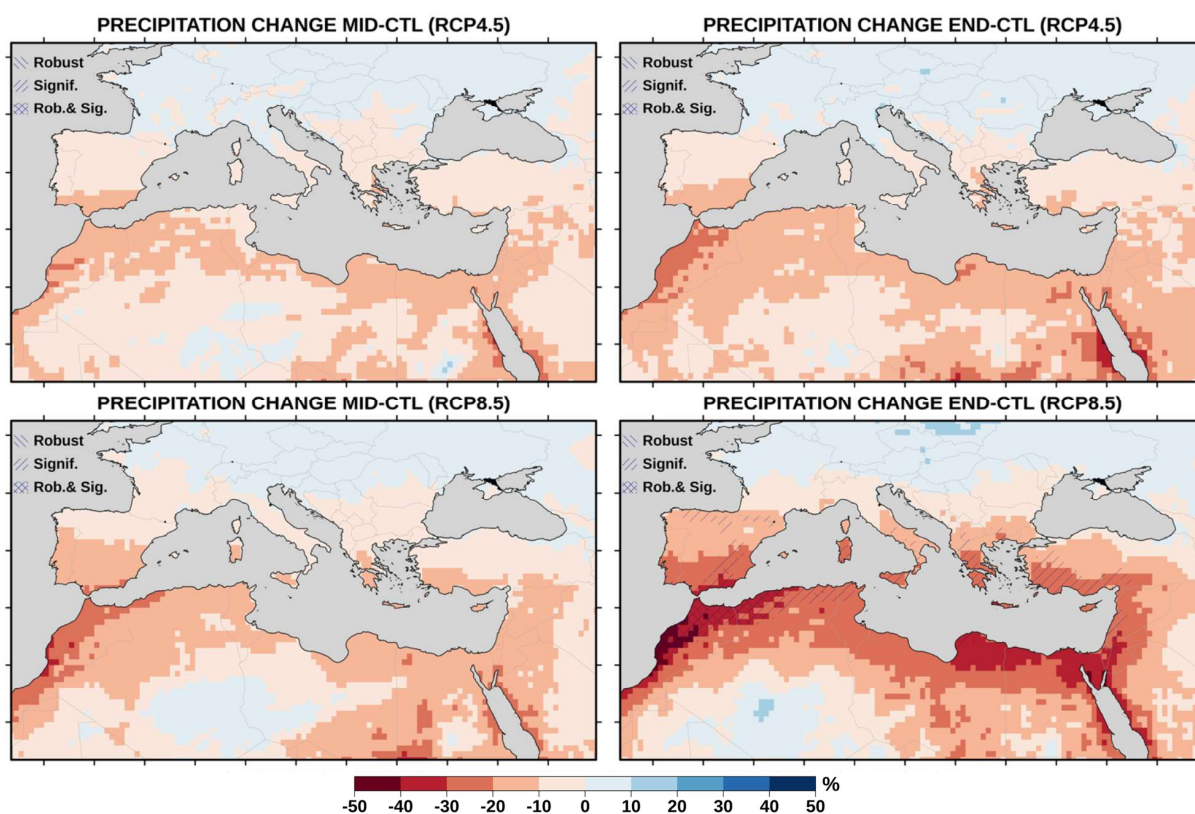 PRECIPITATION CHANGE MID-CTL (RCP4.5)
Robust
Signif.
Rob.& Sig.
PRECIPITATION CHANGE END-CTL (RCP4.5)
Robust
Signif.
Rob.& Sig.
PRECIPITATION CHANGE MID-CTL (RCP8.5)
Robust
Signif.
Rob.& Sig.
PRECIPITATION CHANGE END-CTL (RCP8.5)
Robust
Signif.
Rob.& Sig.
%
-50 -40 -30 -20 -10 0 10 20 30 40 50